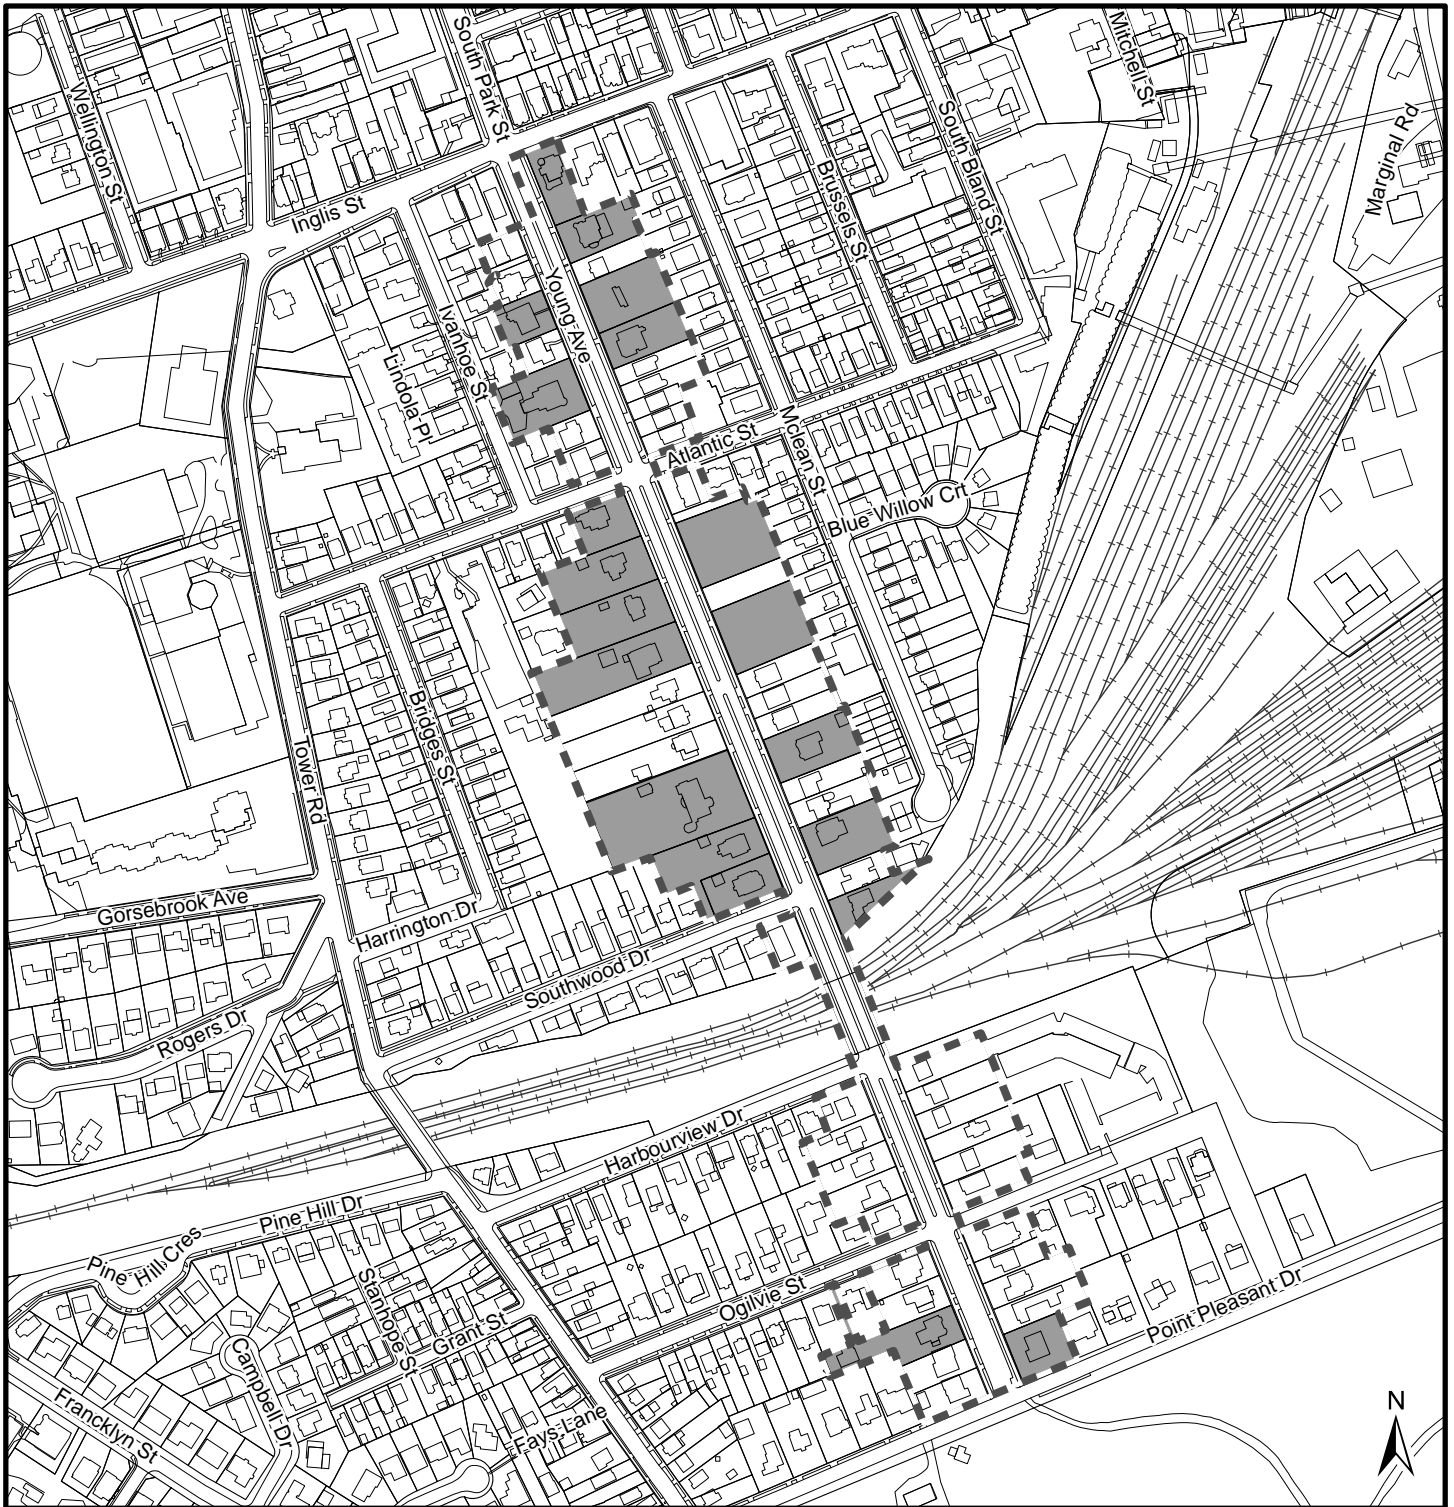 South Park St
Mitchell St
Wellington St
South Bland St
Marginal Rd
Brussels St
Inglis St
Young Ave
Ivanhoe St
Lindola Pl
Mclean St
Atlantic St
Blue Willow Crt
Bridges St
Tower Rd
Gorsebrook Ave
Harrington Dr
Southwood Dr
Rogers Dr
Harbourview Dr
Pine Hill Dr
Pine Hill Cres
Stanhope St
Ogilvie St
Point Pleasant Dr
Grant St
Campbell Dr
Francklyn St
Fays Lane
N